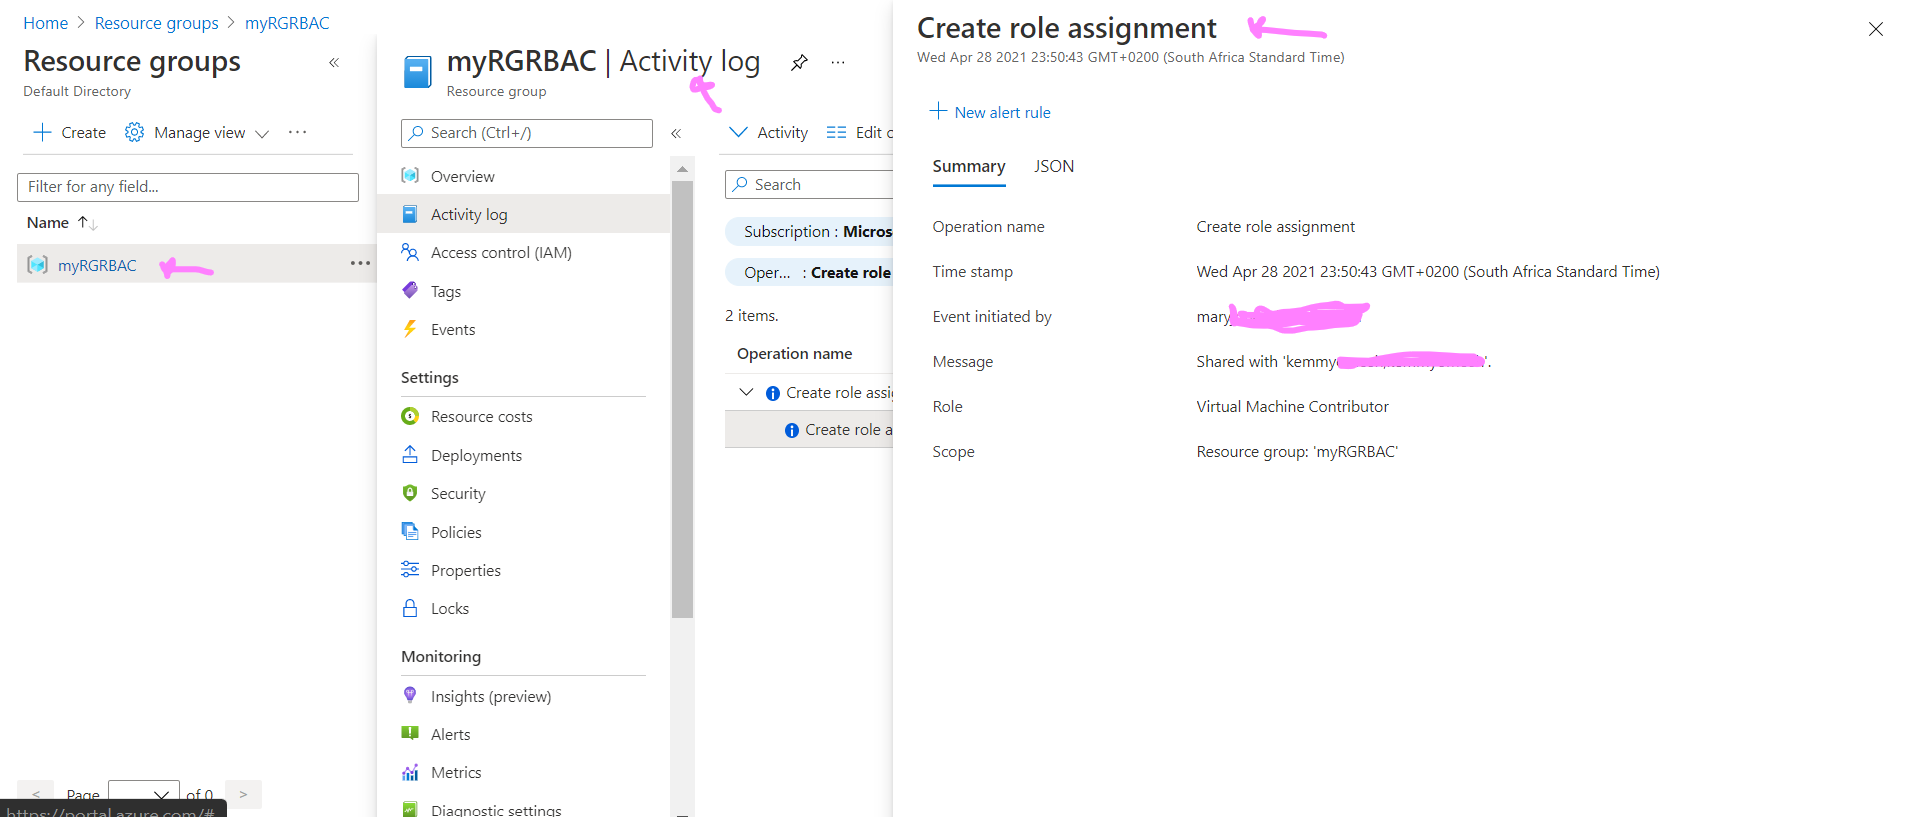 Home > Resource groups > myRGRBAC
Resource groups «
Default Directory
+ Create Manage view ···
Filter for any field...
Name ↑↓
myRGRBAC ···
< Page of 0 >
https://portal.azure.com/#
myRGRBAC | Activity log ···
Resource group
Search (Ctrl+/) «
Overview
Activity log
Access control (IAM)
Tags
Events
Settings
Resource costs
Deployments
Security
Policies
Properties
Locks
Monitoring
Insights (preview)
Alerts
Metrics
Diagnostic settings
Activity Edit c
Search
Subscription : Micros
Oper... : Create role
2 items.
Operation name
Create role assi
Create role a
Create role assignment
Wed Apr 28 2021 23:50:43 GMT+0200 (South Africa Standard Time)
+ New alert rule
Summary JSON
Operation name Create role assignment
Time stamp Wed Apr 28 2021 23:50:43 GMT+0200 (South Africa Standard Time)
Event initiated by mary
Message Shared with 'kemmy '.
Role Virtual Machine Contributor
Scope Resource group: 'myRGRBAC'